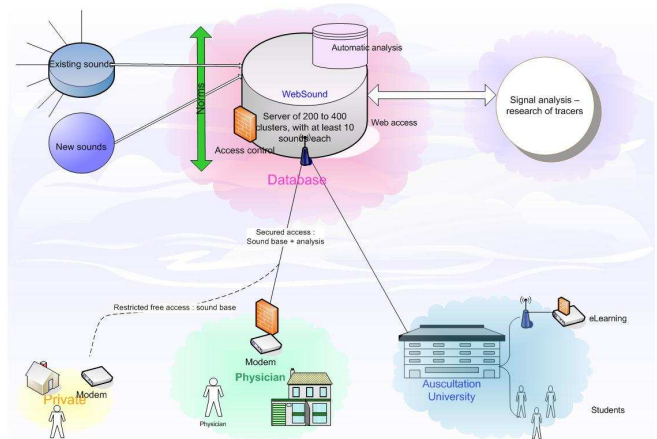 Automatic analysis
Existing sound
WebSound
Norms
Server of 200 to 400
clusters, with at least 10
sounds each
Signal analysis –
research of tracers
Web access
New sounds
Access control
Database
Secured access :
Sound base + analysis
Restricted free access : sound base
eLearning
Modem
Physician
Auscultation
University
Private
Modem
Physician
Students